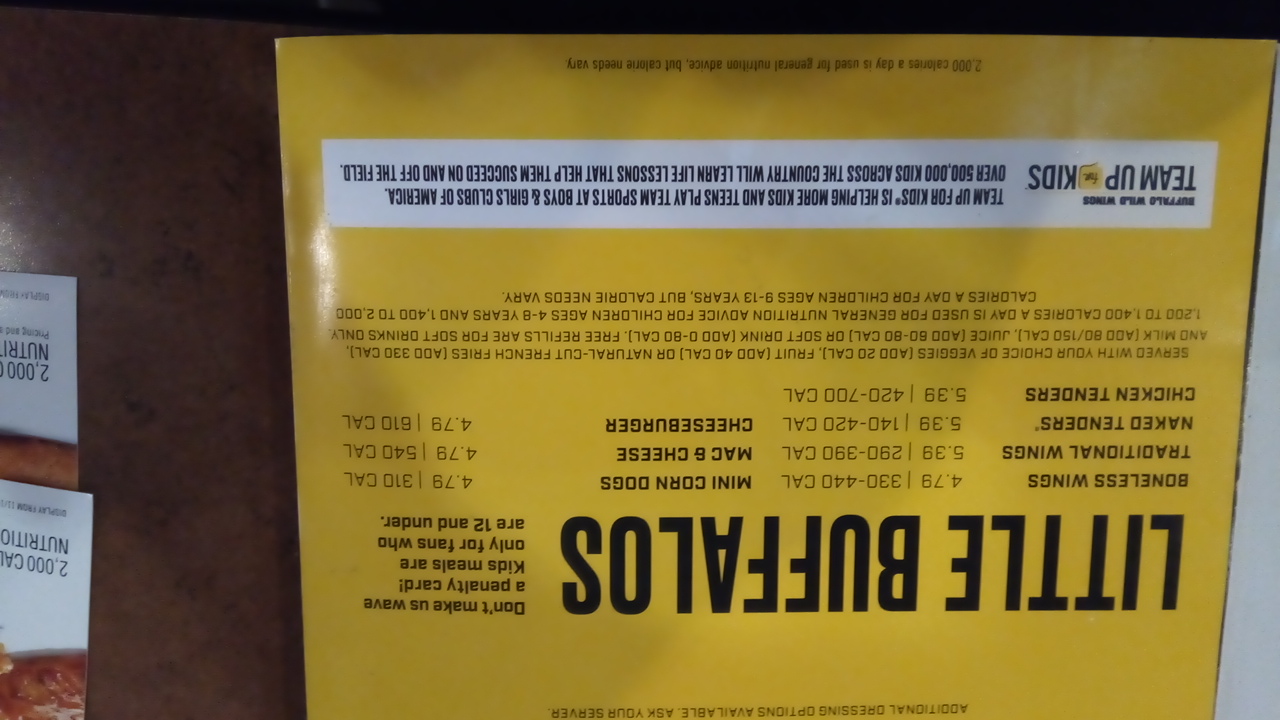 ADDITIONAL DRESSING OPTIONS AVAILABLE. ASK YOUR SERVER.
LITTLE BUFFALOS
Don't make us wave
a penalty card!
Kids meals are
only for fans who
are 12 and under.
BONELESS WINGS 4.79 | 330-440 CAL
TRADITIONAL WINGS 5.39 | 290-390 CAL
NAKED TENDERS® 5.39 | 140-420 CAL
CHICKEN TENDERS 5.39 | 420-700 CAL
MINI CORN DOGS 4.79 | 310 CAL
MAC & CHEESE 4.79 | 540 CAL
CHEESEBURGER 4.79 | 610 CAL
SERVED WITH YOUR CHOICE OF VEGGIES (ADD 20 CAL), FRUIT (ADD 40 CAL) OR NATURAL-CUT FRENCH FRIES (ADD 330 CAL),
AND MILK (ADD 80/150 CAL), JUICE (ADD 60-80 CAL) OR SOFT DRINK (ADD 0-80 CAL). FREE REFILLS ARE FOR SOFT DRINKS ONLY.
1,200 TO 1,400 CALORIES A DAY IS USED FOR GENERAL NUTRITION ADVICE FOR CHILDREN AGES 4-8 YEARS AND 1,400 TO 2,000
CALORIES A DAY FOR CHILDREN AGES 9-13 YEARS, BUT CALORIE NEEDS VARY.
BUFFALO WILD WINGS
TEAM UP for KIDS®
TEAM UP FOR KIDS® IS HELPING MORE KIDS AND TEENS PLAY TEAM SPORTS AT BOYS & GIRLS CLUBS OF AMERICA.
OVER 500,000 KIDS ACROSS THE COUNTRY WILL LEARN LIFE LESSONS THAT HELP THEM SUCCEED ON AND OFF THE FIELD.
2,000 calories a day is used for general nutrition advice, but calorie needs vary.
2,000 CAL
NUTRITIO
DISPLAY FROM 11/1
2,000 C
NUTRIT
Pricing and a
DISPLAY FROM